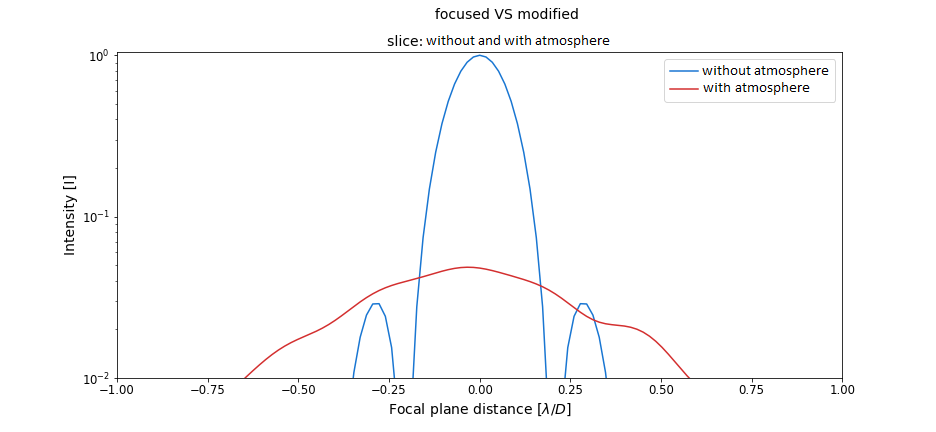 focused VS modified
slice: without and with atmosphere
without atmosphere
with atmosphere
Intensity [I]
10⁰
10⁻¹
10⁻²
−1.00 −0.75 −0.50 −0.25 0.00 0.25 0.50 0.75 1.00
Focal plane distance [λ/D]